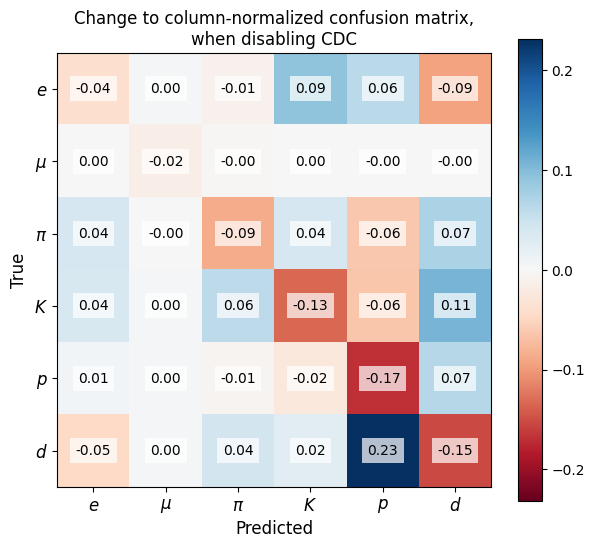 Change to column-normalized confusion matrix,
when disabling CDC
e -0.04 0.00 -0.01 0.09 0.06 -0.09
μ 0.00 -0.02 -0.00 0.00 -0.00 -0.00
π 0.04 -0.00 -0.09 0.04 -0.06 0.07
K 0.04 0.00 0.06 -0.13 -0.06 0.11
p 0.01 0.00 -0.01 -0.02 -0.17 0.07
d -0.05 0.00 0.04 0.02 0.23 -0.15
e μ π K p d
Predicted
True
0.2
0.1
0.0
−0.1
−0.2